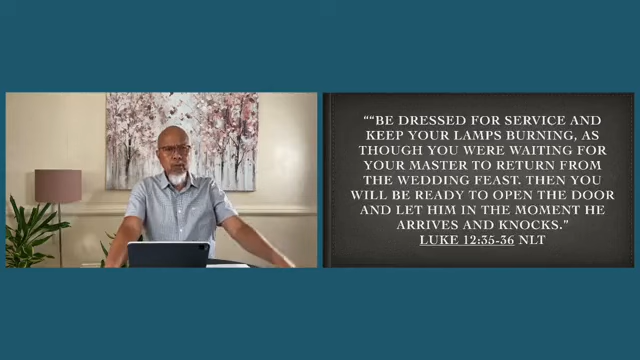 ““BE DRESSED FOR SERVICE AND
KEEP YOUR LAMPS BURNING, AS
THOUGH YOU WERE WAITING FOR
YOUR MASTER TO RETURN FROM
THE WEDDING FEAST. THEN YOU
WILL BE READY TO OPEN THE DOOR
AND LET HIM IN THE MOMENT HE
ARRIVES AND KNOCKS.”
LUKE 12:35-36 NLT